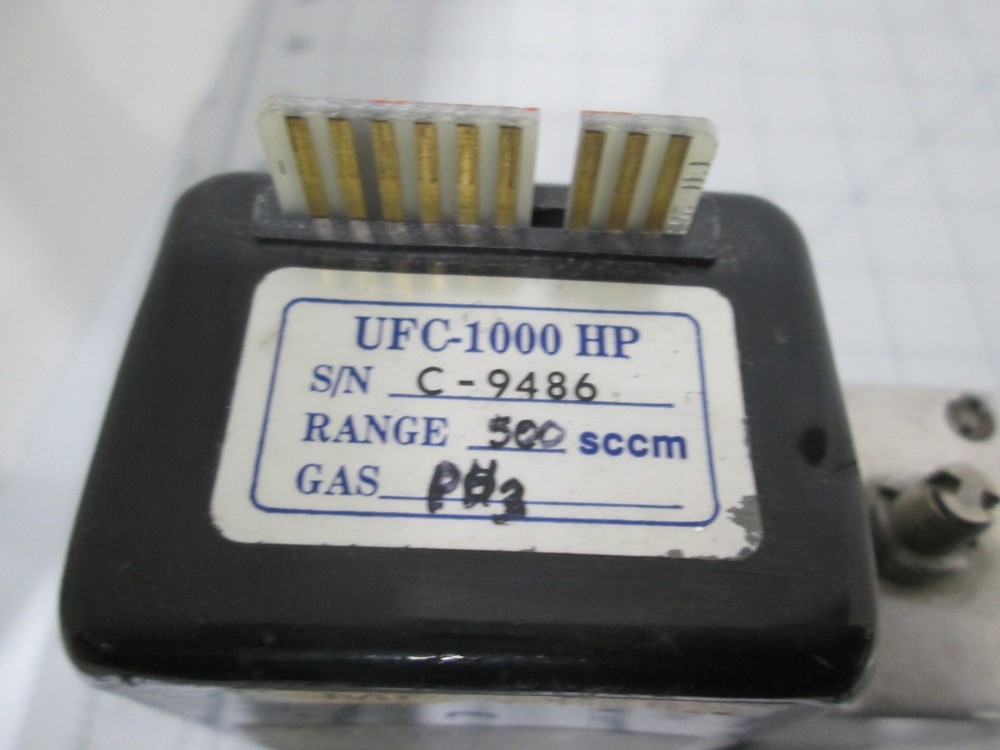 UFC-1000 HP
S/N C-9486
RANGE 500 sccm
GAS PH3